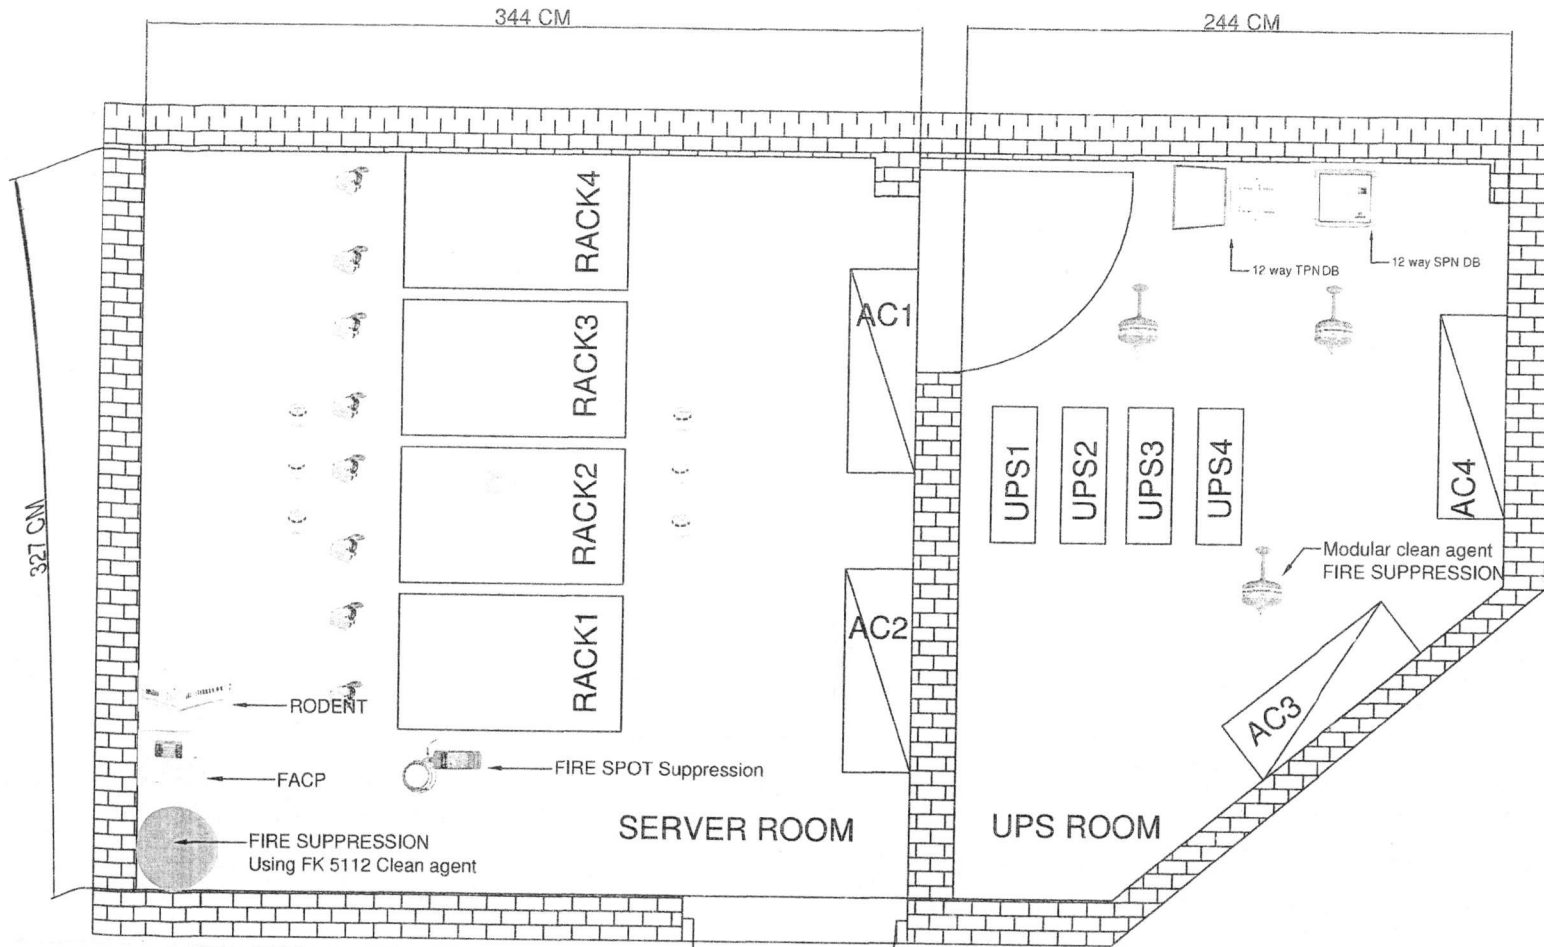 344 CM
244 CM
327 CM
RACK4
RACK3
RACK2
RACK1
AC1
AC2
12 way TPN DB
12 way SPN DB
UPS1
UPS2
UPS3
UPS4
AC4
Modular clean agent
FIRE SUPPRESSION
AC3
RODENT
FACP
FIRE SPOT Suppression
FIRE SUPPRESSION
Using FK 5112 Clean agent
SERVER ROOM
UPS ROOM